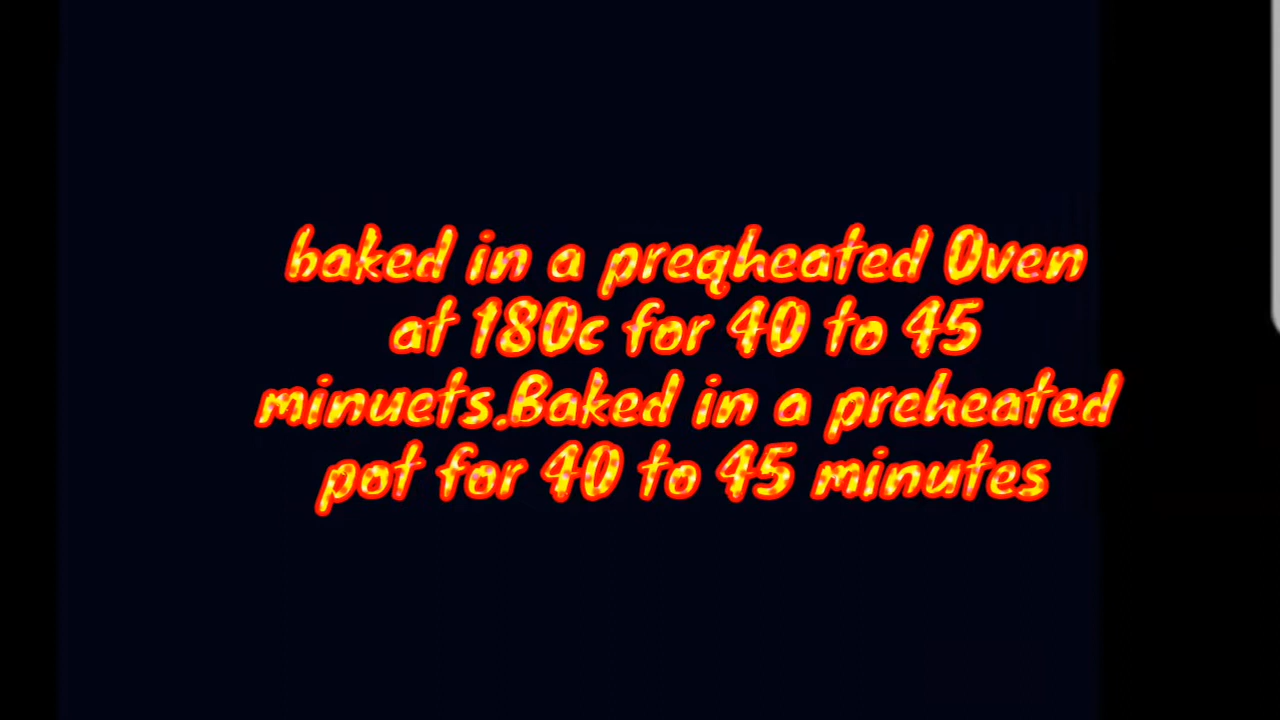 baked in a preqheated Oven
at 180c for 40 to 45
minuets.Baked in a preheated
pot for 40 to 45 minutes